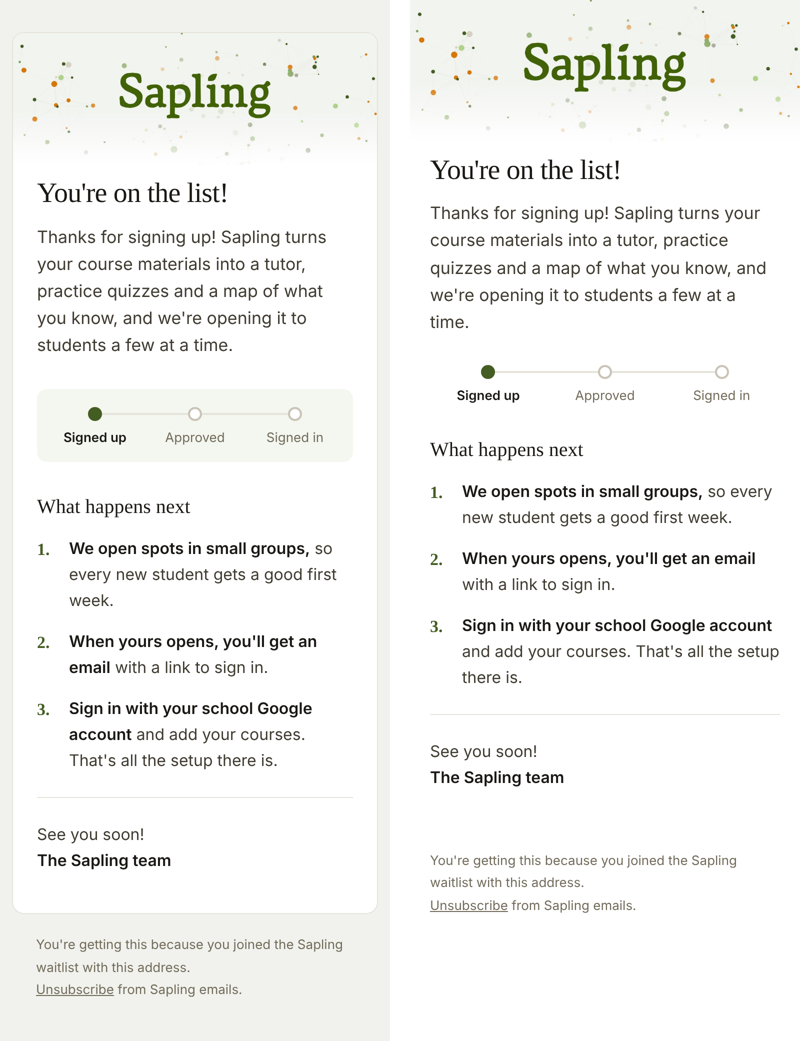 Sapling
You're on the list!
Thanks for signing up! Sapling turns
your course materials into a tutor,
practice quizzes and a map of what
you know, and we're opening it to
students a few at a time.
Signed up
Approved
Signed in
What happens next
1. We open spots in small groups, so
every new student gets a good first
week.
2. When yours opens, you'll get an
email with a link to sign in.
3. Sign in with your school Google
account and add your courses.
That's all the setup there is.
See you soon!
The Sapling team
You're getting this because you joined the Sapling
waitlist with this address.
Unsubscribe from Sapling emails.
Sapling
You're on the list!
Thanks for signing up! Sapling turns your
course materials into a tutor, practice
quizzes and a map of what you know, and
we're opening it to students a few at a
time.
Signed up
Approved
Signed in
What happens next
1. We open spots in small groups, so every
new student gets a good first week.
2. When yours opens, you'll get an email
with a link to sign in.
3. Sign in with your school Google account
and add your courses. That's all the setup
there is.
See you soon!
The Sapling team
You're getting this because you joined the Sapling
waitlist with this address.
Unsubscribe from Sapling emails.